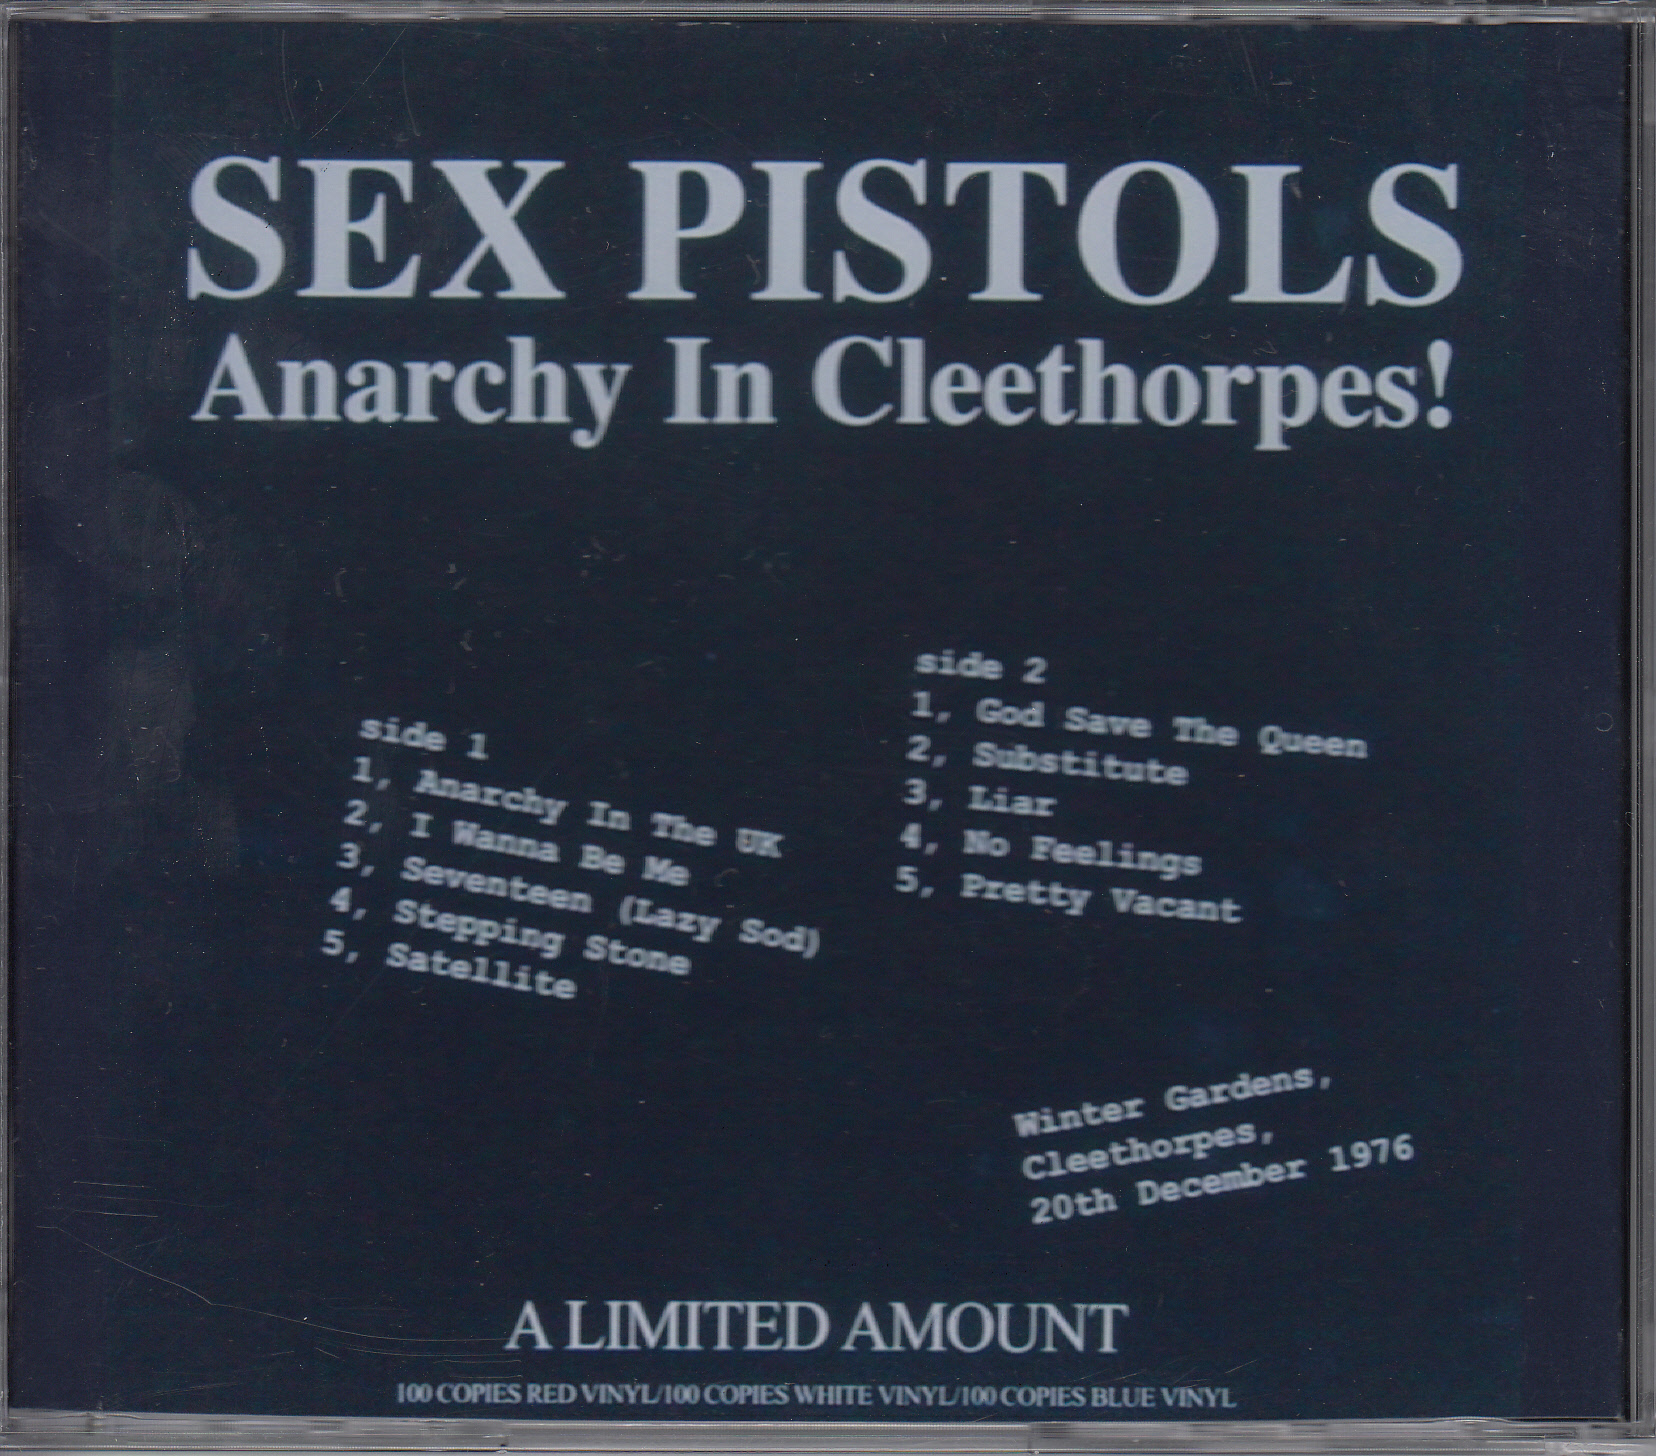 SEX PISTOLS
Anarchy In Cleethorpes!
side 1
1, Anarchy In The UK
2, I Wanna Be Me
3, Seventeen (Lazy Sod)
4, Stepping Stone
5, Satellite
side 2
1, God Save The Queen
2, Substitute
3, Liar
4, No Feelings
5, Pretty Vacant
Winter Gardens,
Cleethorpes,
20th December 1976
A LIMITED AMOUNT
100 COPIES RED VINYL/100 COPIES WHITE VINYL/100 COPIES BLUE VINYL